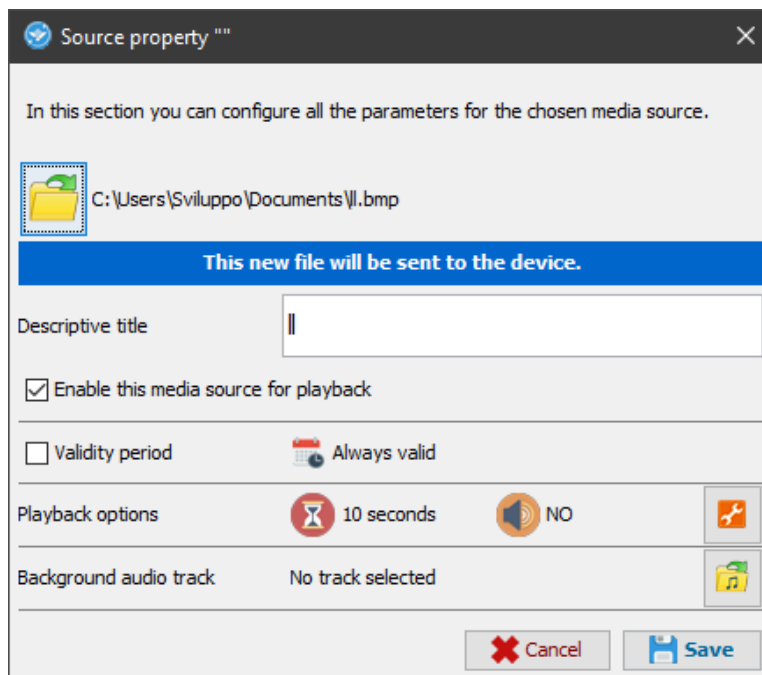 Source property ""
In this section you can configure all the parameters for the chosen media source.
C:\Users\Sviluppo\Documents\ll.bmp
This new file will be sent to the device.
Descriptive title
ll
Enable this media source for playback
Validity period Always valid
Playback options 10 seconds NO
Background audio track No track selected
Cancel Save